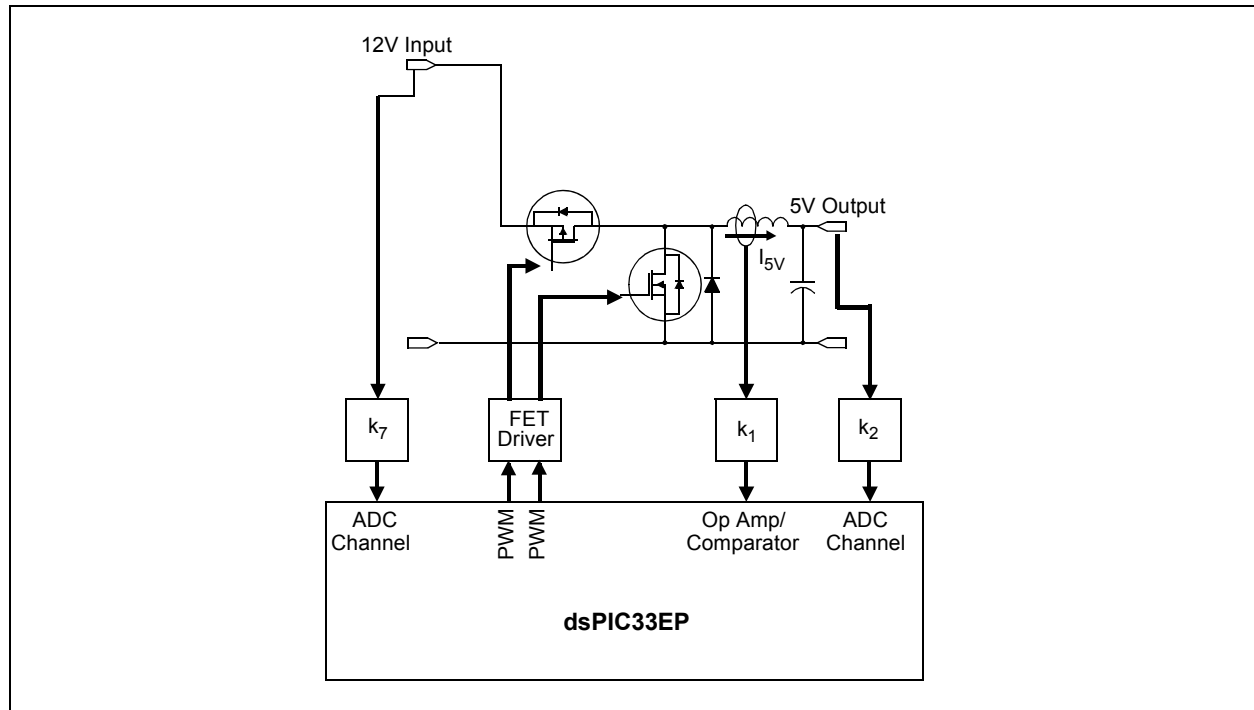 12V Input
5V Output
I5V
k7
FET
Driver
k1
k2
ADC
Channel
PWM
PWM
Op Amp/
Comparator
ADC
Channel
dsPIC33EP